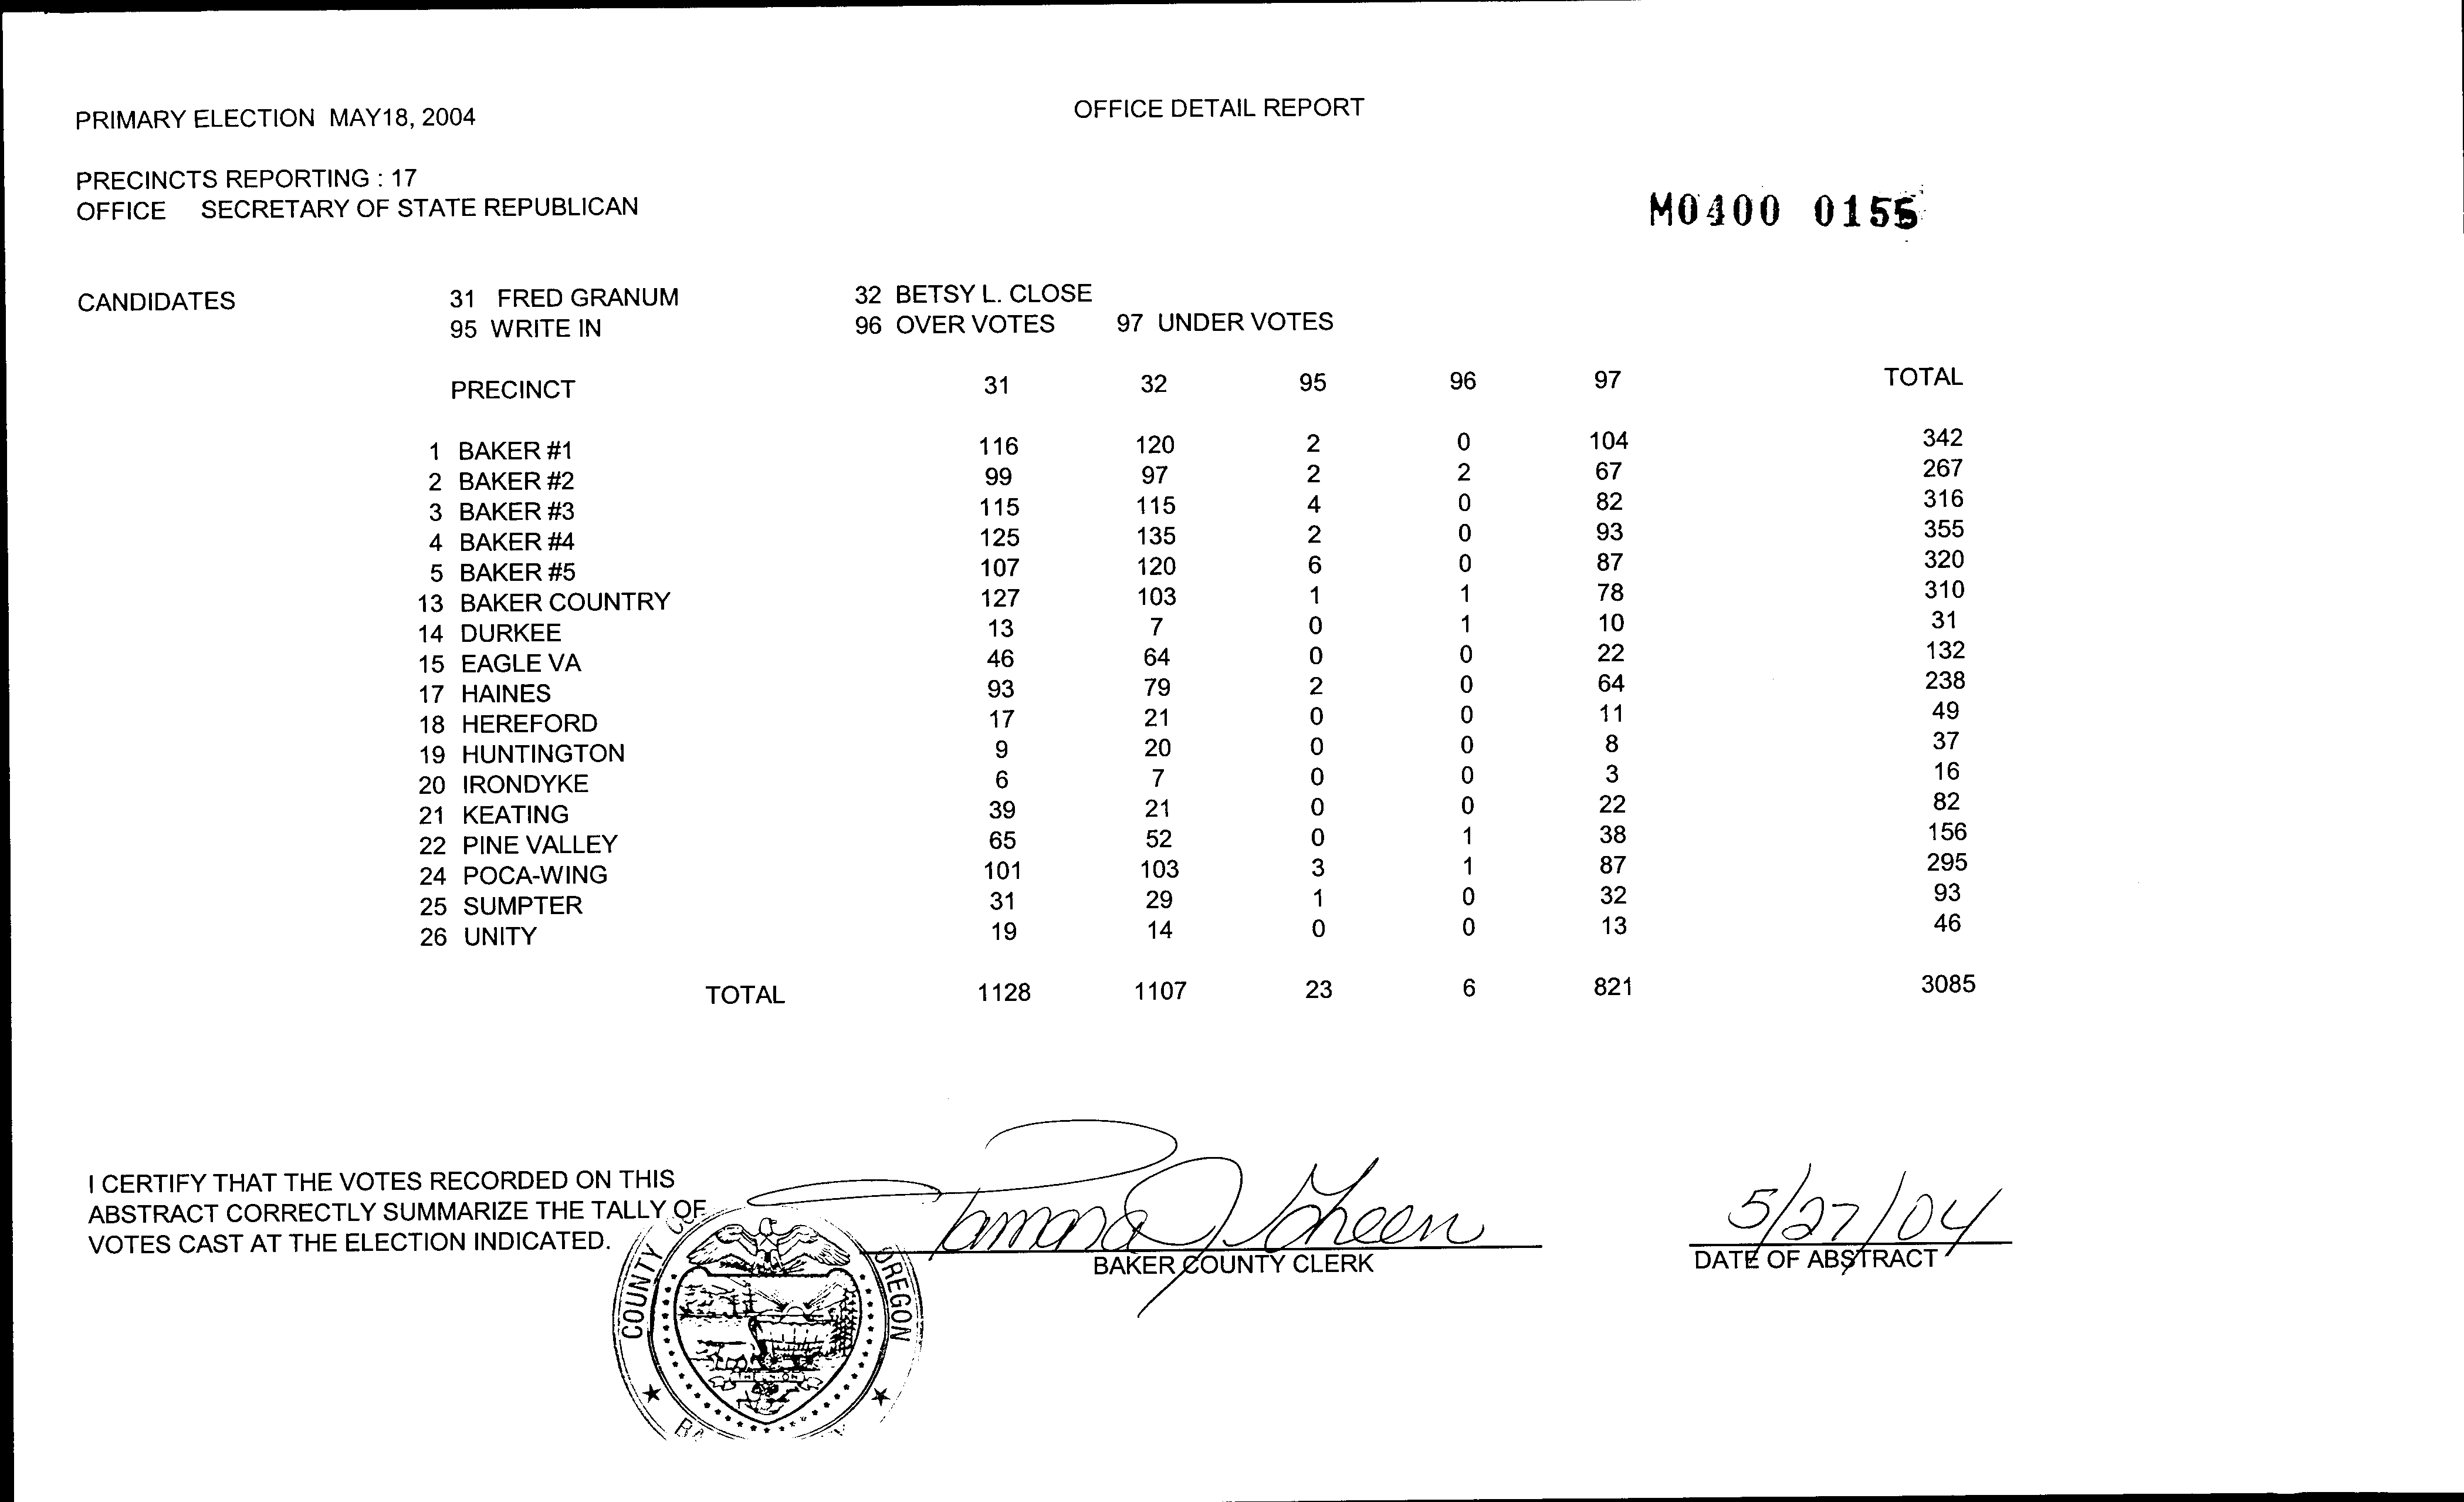 PRIMARY ELECTION MAY18, 2004 OFFICE DETAIL REPORT
PRECINCTS REPORTING : 17
OFFICE SECRETARY OF STATE REPUBLICAN
M0400 0155
CANDIDATES 31 FRED GRANUM 32 BETSY L. CLOSE
95 WRITE IN 96 OVER VOTES 97 UNDER VOTES
PRECINCT 31 32 95 96 97 TOTAL
1 BAKER #1 116 120 2 0 104 342
2 BAKER #2 99 97 2 2 67 267
3 BAKER #3 115 115 4 0 82 316
4 BAKER #4 125 135 2 0 93 355
5 BAKER #5 107 120 6 0 87 320
13 BAKER COUNTRY 127 103 1 1 78 310
14 DURKEE 13 7 0 1 10 31
15 EAGLE VA 46 64 0 0 22 132
17 HAINES 93 79 2 0 64 238
18 HEREFORD 17 21 0 0 11 49
19 HUNTINGTON 9 20 0 0 8 37
20 IRONDYKE 6 7 0 0 3 16
21 KEATING 39 21 0 0 22 82
22 PINE VALLEY 65 52 0 1 38 156
24 POCA-WING 101 103 3 1 87 295
25 SUMPTER 31 29 1 0 32 93
26 UNITY 19 14 0 0 13 46
TOTAL 1128 1107 23 6 821 3085
I CERTIFY THAT THE VOTES RECORDED ON THIS
ABSTRACT CORRECTLY SUMMARIZE THE TALLY OF
VOTES CAST AT THE ELECTION INDICATED.
Tamara J Green
BAKER COUNTY CLERK
5/27/04
DATE OF ABSTRACT
COUNTY
OREGON